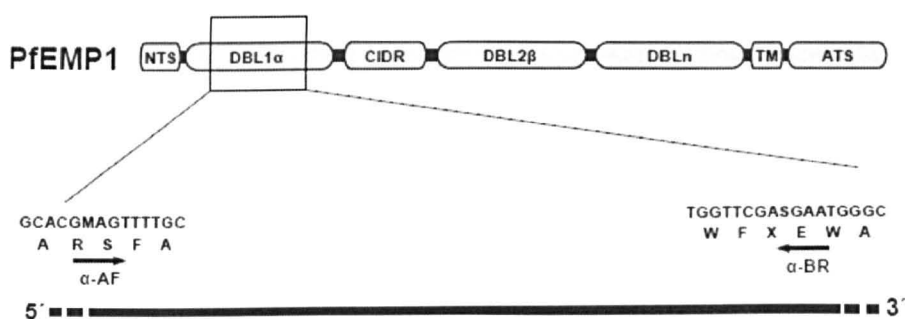 PfEMP1 NTS DBL1α CIDR DBL2β DBLn TM ATS
GCACGMAGTTTTGC
A R S F A
α-AF
TGGTTCGASGAATGGGC
W F X E W A
α-BR
5´ 3´